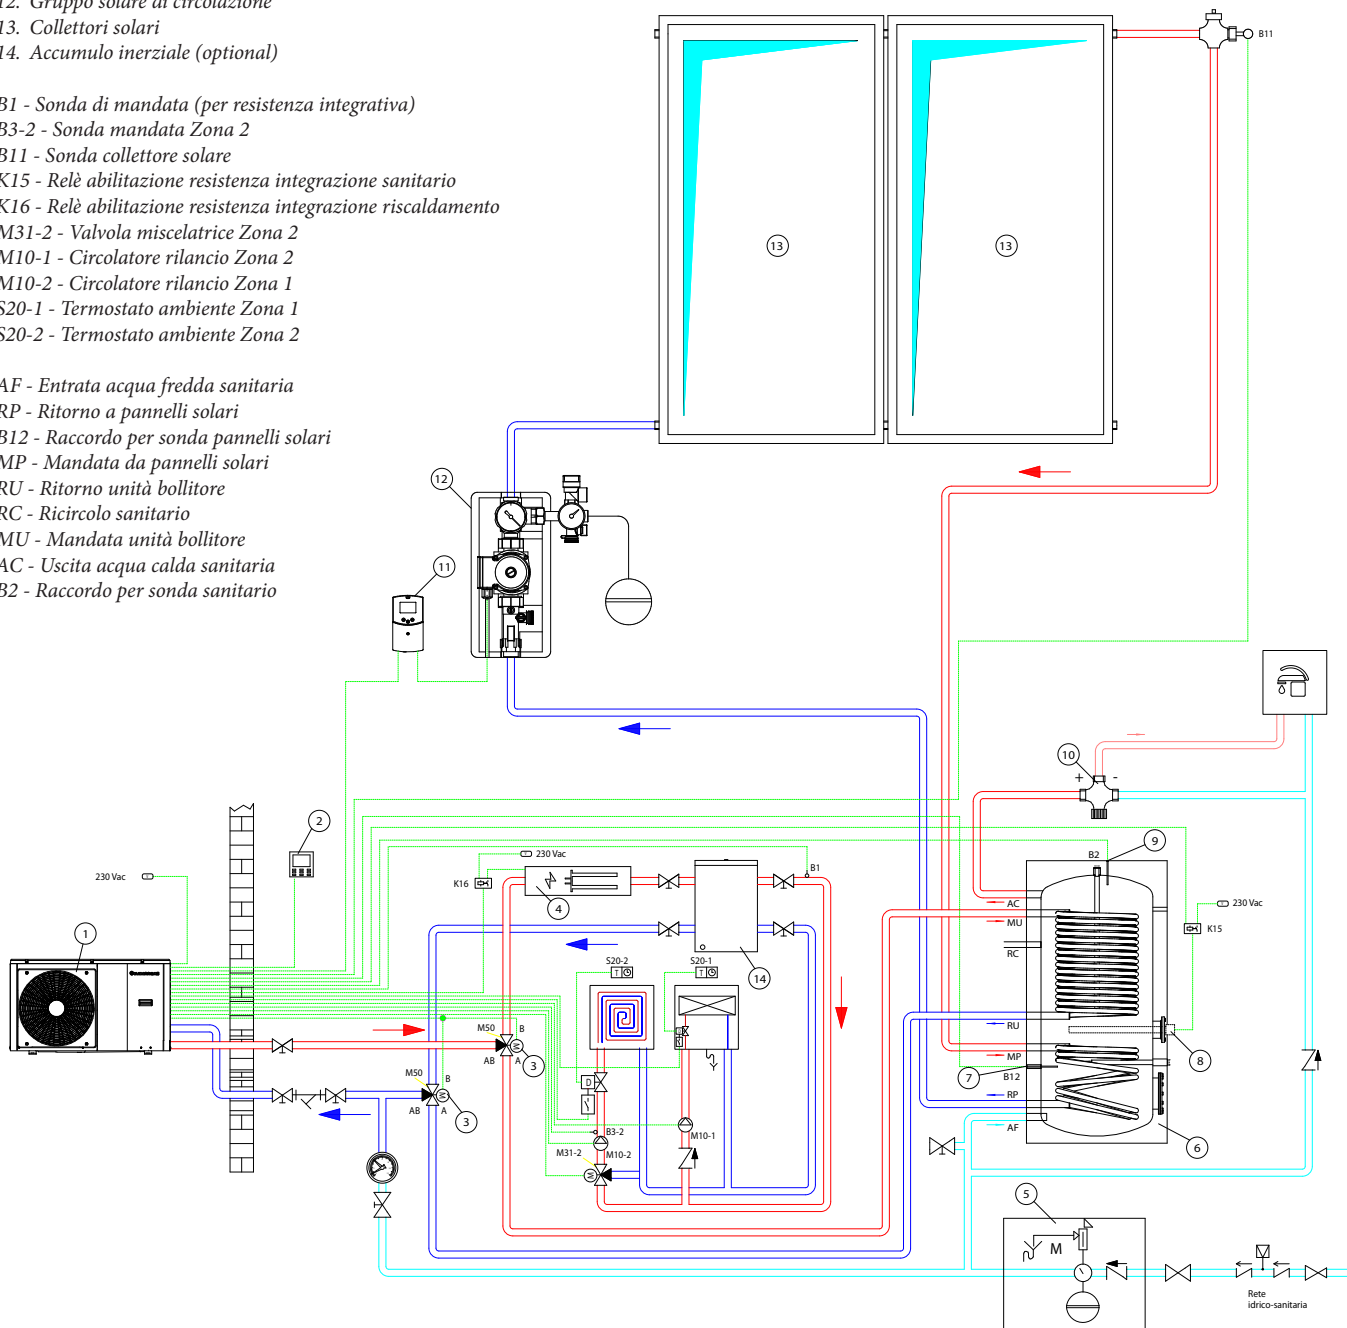 12. Gruppo solare di circolazione
13. Collettori solari
14. Accumulo inerziale (optional)
B1 - Sonda di mandata (per resistenza integrativa)
B3-2 - Sonda mandata Zona 2
B11 - Sonda collettore solare
K15 - Relè abilitazione resistenza integrazione sanitario
K16 - Relè abilitazione resistenza integrazione riscaldamento
M31-2 - Valvola miscelatrice Zona 2
M10-1 - Circolatore rilancio Zona 2
M10-2 - Circolatore rilancio Zona 1
S20-1 - Termostato ambiente Zona 1
S20-2 - Termostato ambiente Zona 2
AF - Entrata acqua fredda sanitaria
RP - Ritorno a pannelli solari
B12 - Raccordo per sonda pannelli solari
MP - Mandata da pannelli solari
RU - Ritorno unità bollitore
RC - Ricircolo sanitario
MU - Mandata unità bollitore
AC - Uscita acqua calda sanitaria
B2 - Raccordo per sonda sanitario
B11
13
13
12
11
10
+ -
2
9
B2
230 Vac
B1
230 Vac
K16
4
AC
230 Vac
MU
K15
1
RC
14
S20-2
S20-1
T
T
RU
M50
B
M
AB
A
3
MP
8
M50
B
M
AB
A
3
D
7
B12
RP
B3-2
M10-1
AF
6
M10-2
M31-2
M
5
M
Rete
idrico-sanitaria